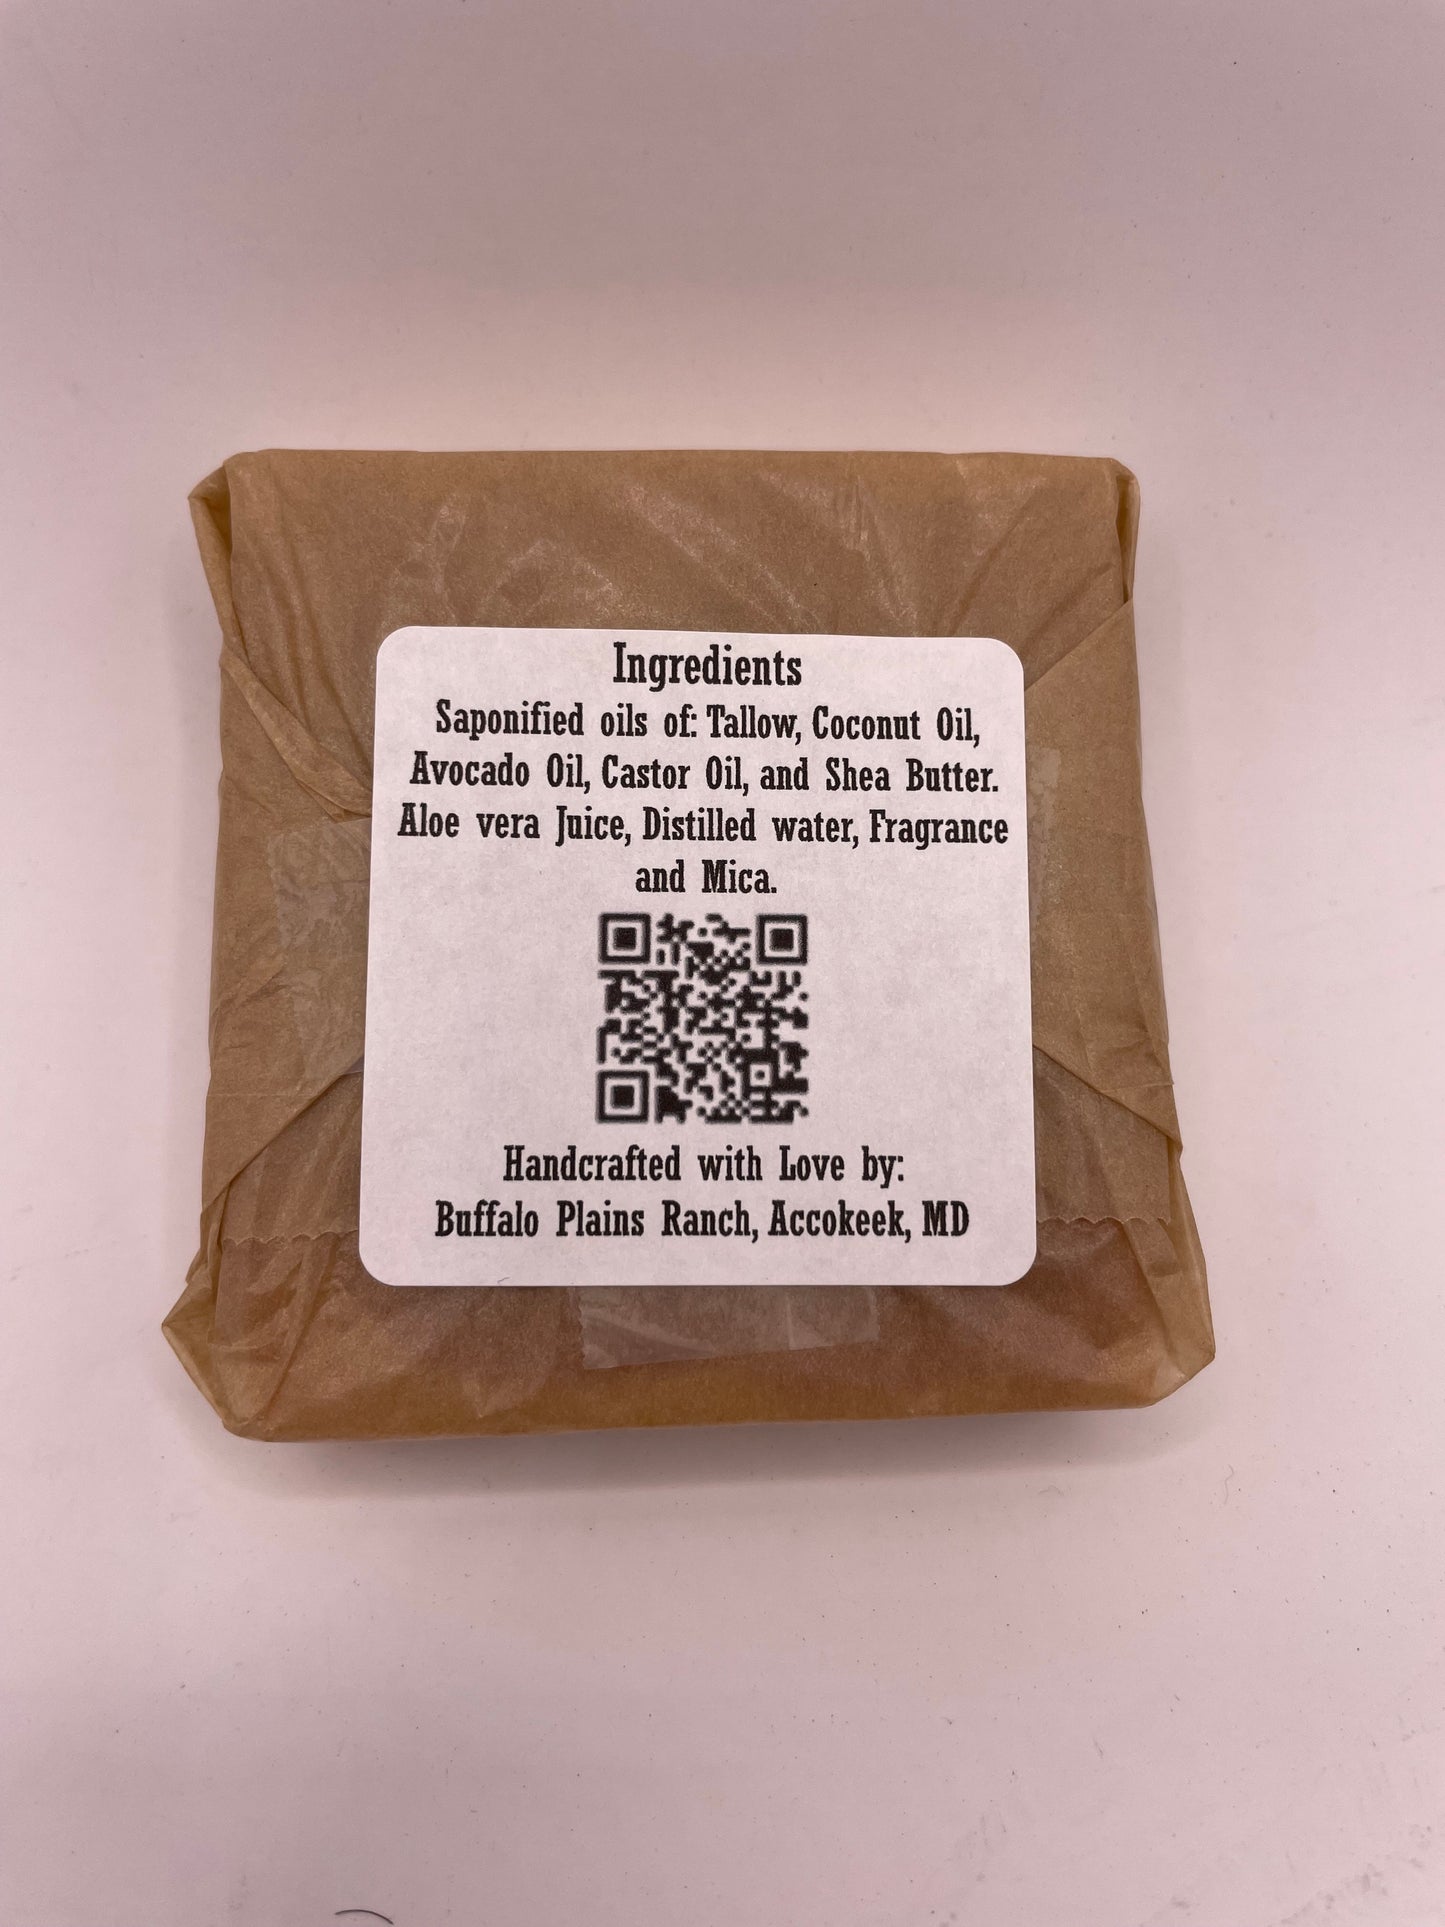 Ingredients
Saponified oils of: Tallow, Coconut Oil,
Avocado Oil, Castor Oil, and Shea Butter.
Aloe vera Juice, Distilled water, Fragrance
and Mica.
Handcrafted with Love by:
Buffalo Plains Ranch, Accokeek, MD